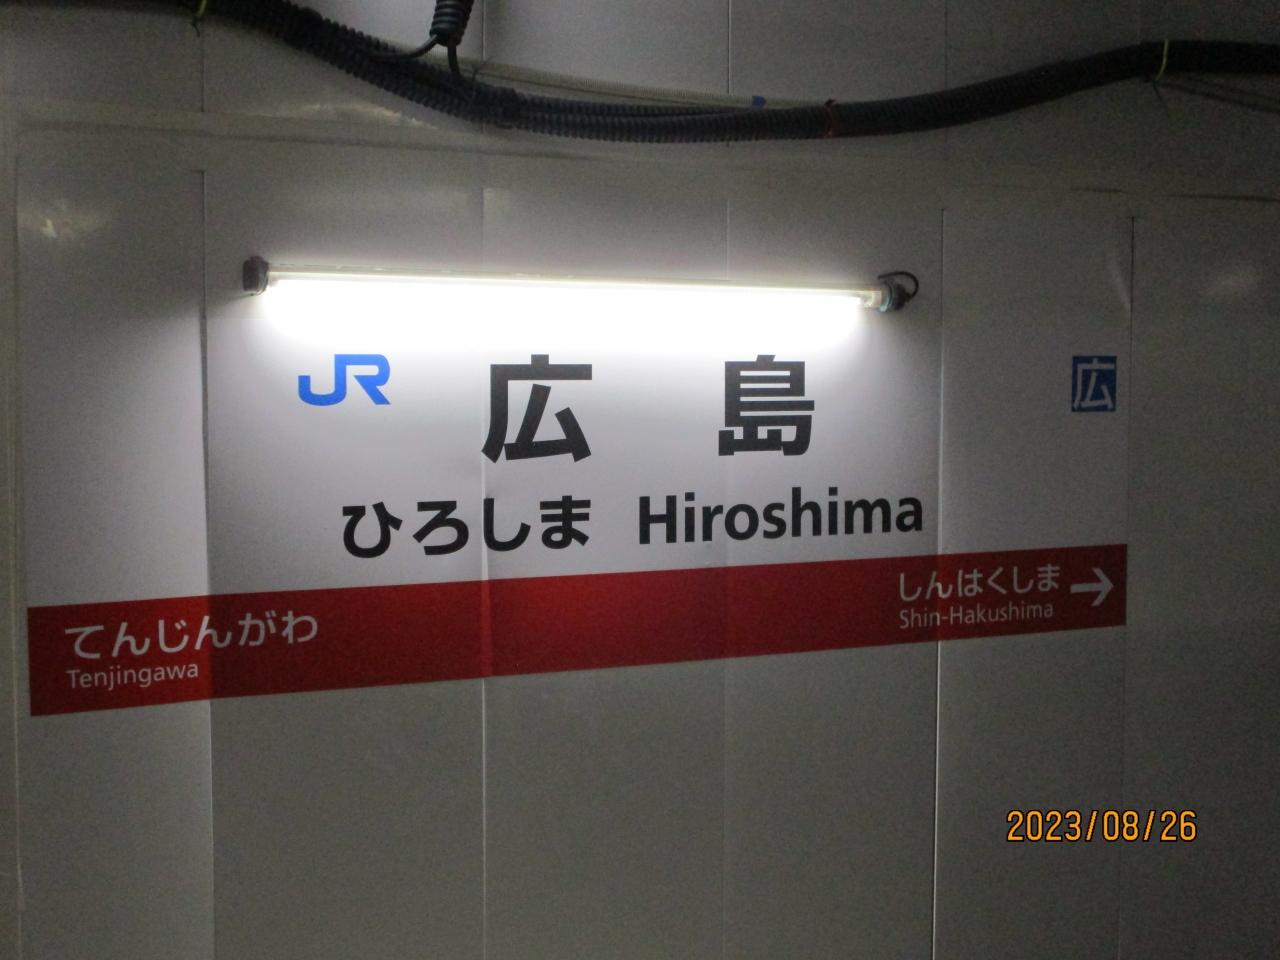 JR 広島 広
ひろしま Hiroshima
しんはくしま →
Shin-Hakushima
てんじんがわ
Tenjingawa
2023/08/26